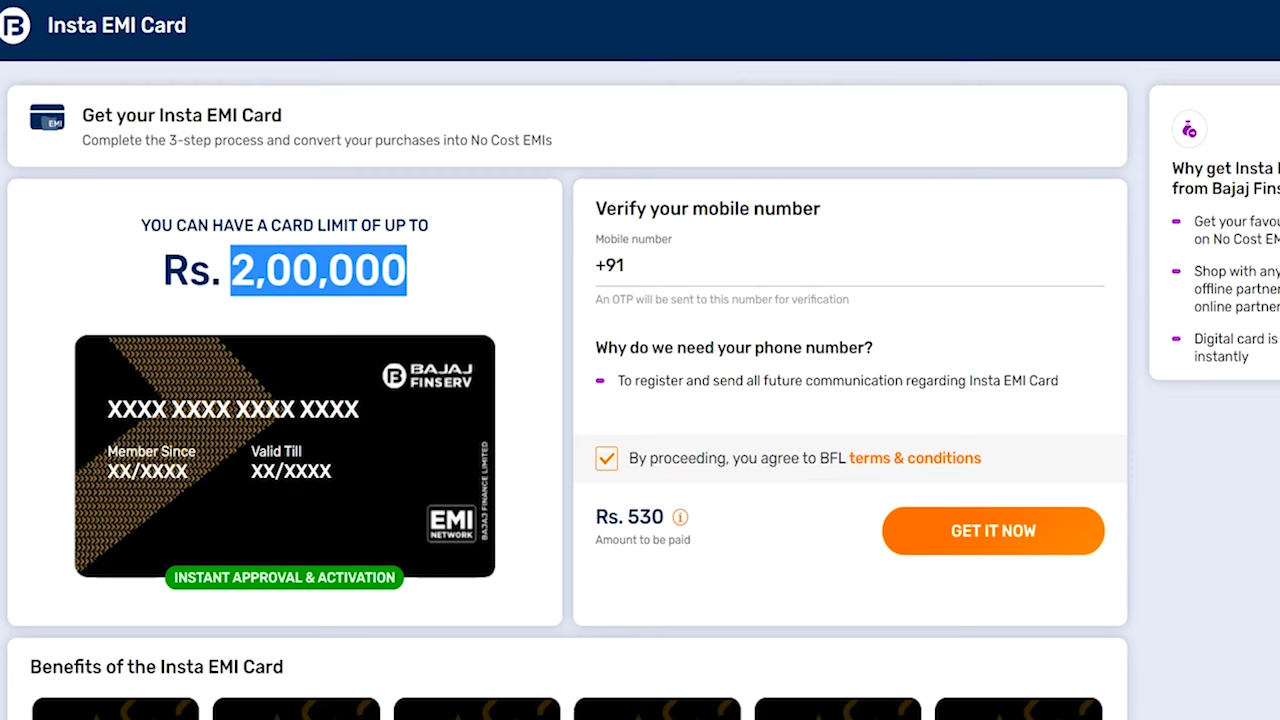 B Insta EMI Card
EMI
Get your Insta EMI Card
Complete the 3-step process and convert your purchases into No Cost EMIs
YOU CAN HAVE A CARD LIMIT OF UP TO
Rs. 2,00,000
BAJAJ
FINSERV
XXXX XXXX XXXX XXXX
Member Since
XX/XXXX
Valid Till
XX/XXXX
EMI
NETWORK
BAJAJ FINANCE LIMITED
INSTANT APPROVAL & ACTIVATION
Verify your mobile number
Mobile number
+91
An OTP will be sent to this number for verification
Why do we need your phone number?
To register and send all future communication regarding Insta EMI Card
By proceeding, you agree to BFL terms & conditions
Rs. 530
Amount to be paid
GET IT NOW
Why get Insta
from Bajaj Fins
Get your favou
on No Cost EM
Shop with any
offline partner
online partner
Digital card is
instantly
Benefits of the Insta EMI Card